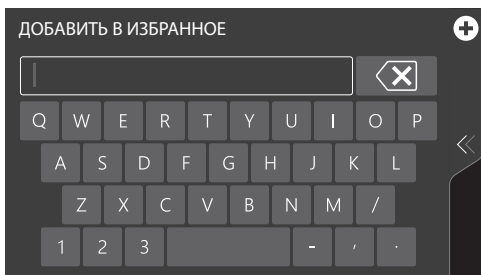 ДОБАВИТЬ В ИЗБРАННОЕ
Q W E R T Y U I O P
A S D F G H J K L
Z X C V B N M /
1 2 3 - ' .